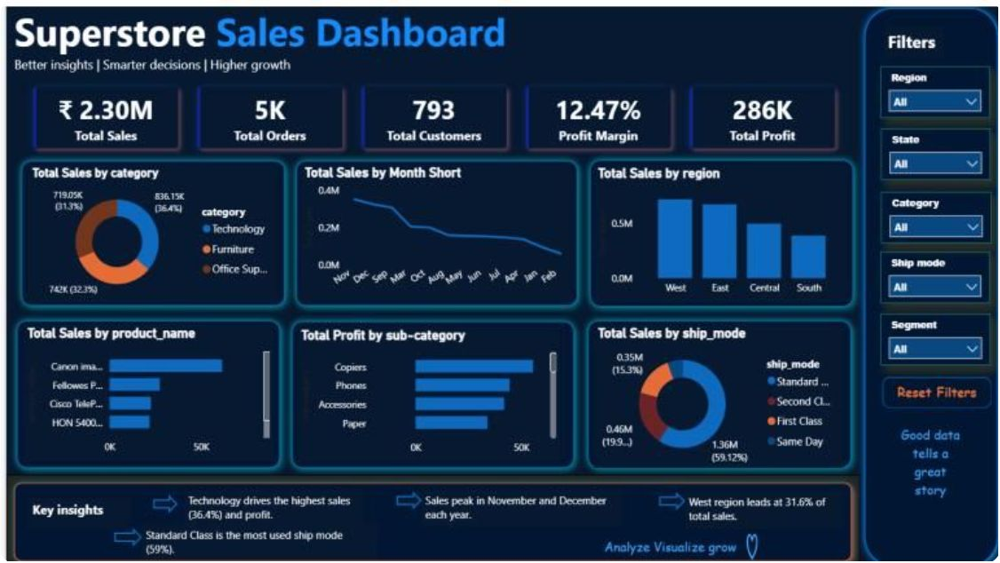 Superstore Sales Dashboard
Better insights | Smarter decisions | Higher growth
₹ 2.30M
Total Sales
5K
Total Orders
793
Total Customers
12.47%
Profit Margin
286K
Total Profit
Total Sales by category
719.05K
(31.3%)
836.15K
(36.4%)
742K (32.3%)
category
Technology
Furniture
Office Sup...
Total Sales by Month Short
0.4M
0.2M
0.0M
Nov Dec Sep Mar Oct Aug May Jun Jul Apr Jan Feb
Total Sales by region
0.5M
0.0M
West East Central South
Total Sales by product_name
Canon ima...
Fellowes P...
Cisco TeleP...
HON 5400...
0K 50K
Total Profit by sub-category
Copiers
Phones
Accessories
Paper
0K 50K
Total Sales by ship_mode
0.35M
(15.3%)
0.46M
(19.9...)
1.36M
(59.12%)
ship_mode
Standard ...
Second Cl...
First Class
Same Day
Key insights
Technology drives the highest sales
(36.4%) and profit.
Sales peak in November and December
each year.
West region leads at 31.6% of
total sales.
Standard Class is the most used ship mode
(59%).
Analyze Visualize grow
Filters
Region
All
State
All
Category
All
Ship mode
All
Segment
All
Reset Filters
Good data
tells a
great
story